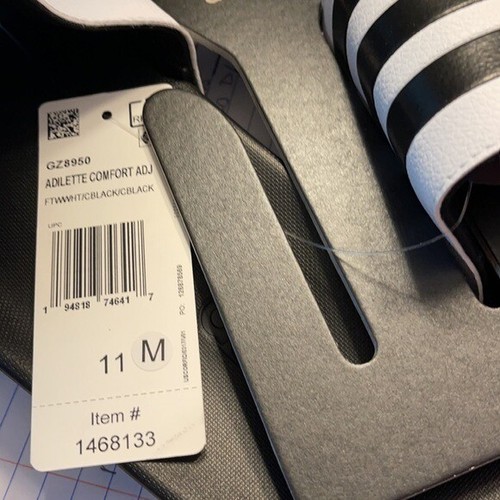 GZ8950
ADILETTE COMFORT ADJ
FTWWHT/CBLACK/CBLACK
UPC
1 94818 74641 7
11 M
Item #
1468133